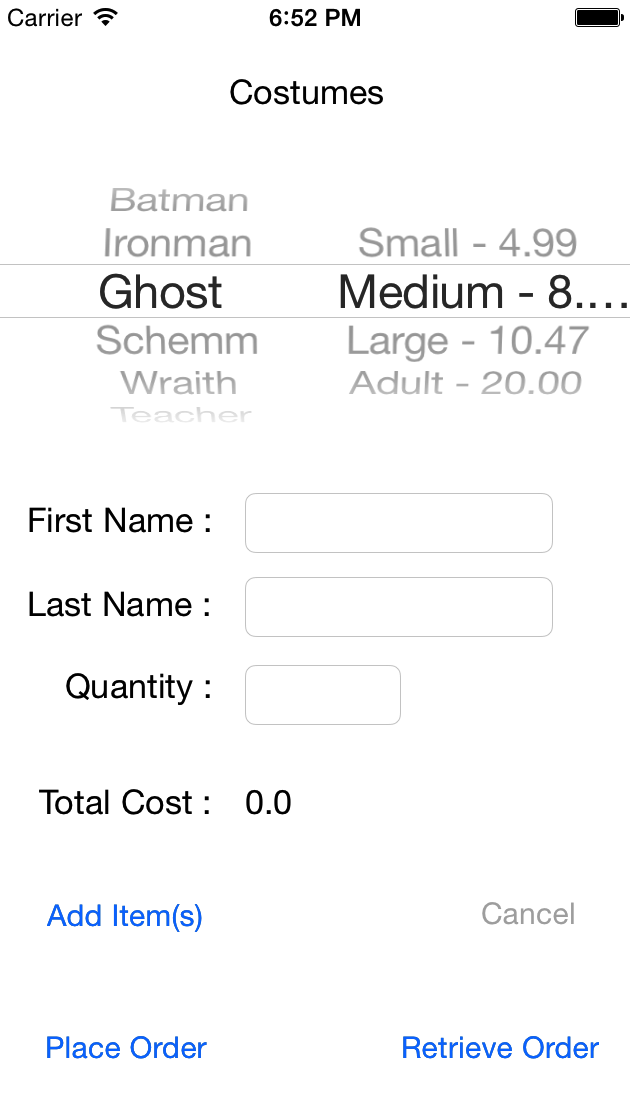 Carrier 6:52 PM
Costumes
Batman
Ironman Small - 4.99
Ghost Medium - 8.…
Schemm Large - 10.47
Wraith Adult - 20.00
Teacher
First Name :
Last Name :
Quantity :
Total Cost : 0.0
Add Item(s) Cancel
Place Order Retrieve Order